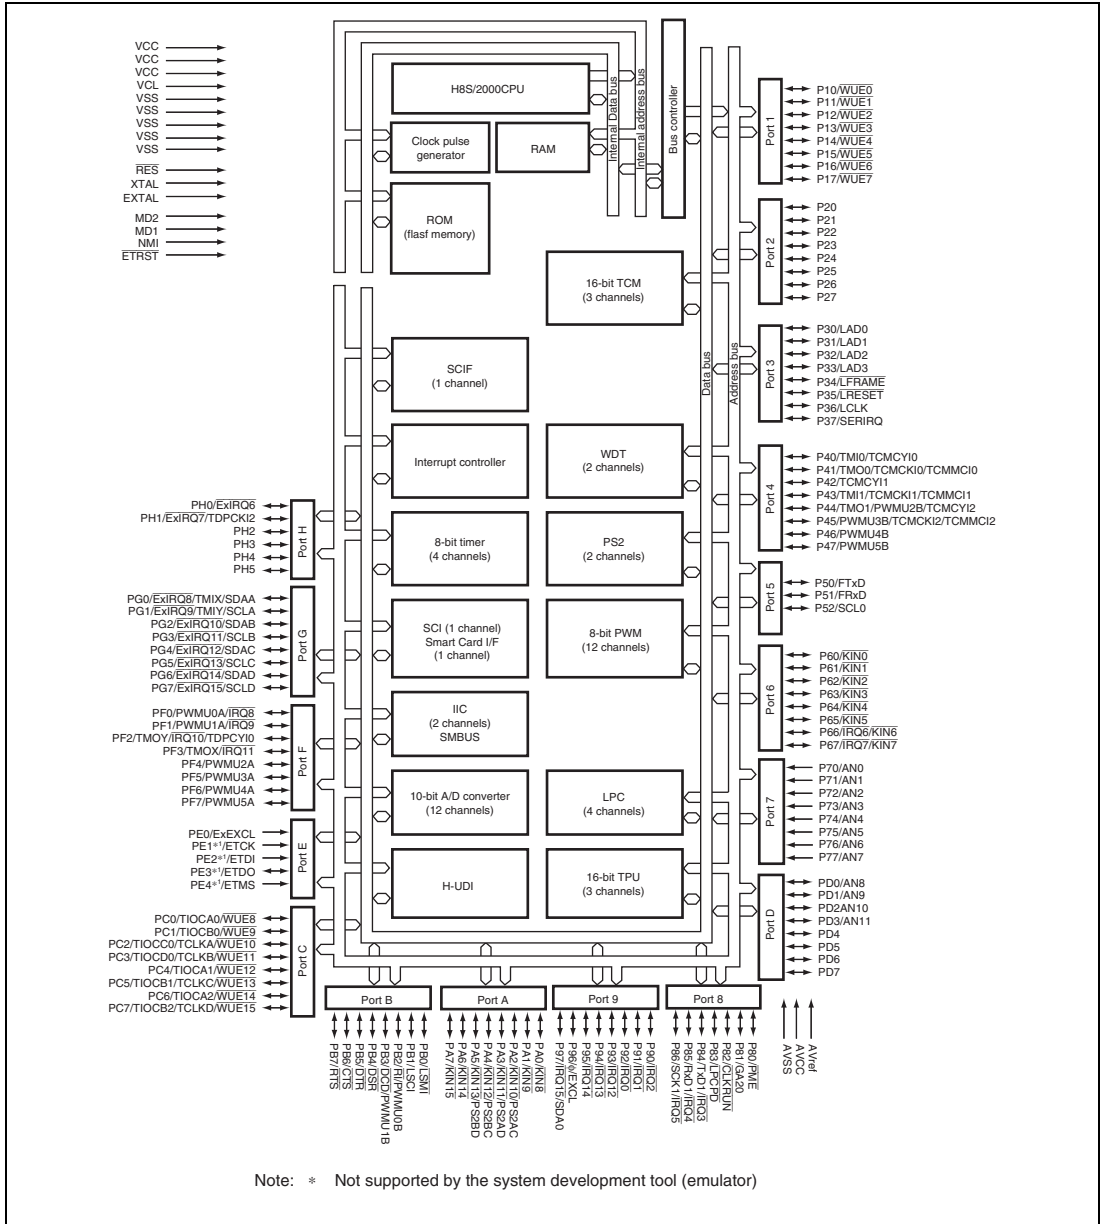 VCC
VCC
VCC
VCL
VSS
VSS
VSS
VSS
VSS
RES
XTAL
EXTAL
MD2
MD1
NMI
ETRST
H8S/2000CPU
Clock pulse
generator
RAM
ROM
(flasf memory)
Internal Data bus
Internal address bus
Bus controller
16-bit TCM
(3 channels)
SCIF
(1 channel)
Interrupt controller
WDT
(2 channels)
8-bit timer
(4 channels)
PS2
(2 channels)
SCI (1 channel)
Smart Card I/F
(1 channel)
8-bit PWM
(12 channels)
IIC
(2 channels)
SMBUS
10-bit A/D converter
(12 channels)
LPC
(4 channels)
H-UDI
16-bit TPU
(3 channels)
Data bus
Address bus
Port 1
P10/WUE0
P11/WUE1
P12/WUE2
P13/WUE3
P14/WUE4
P15/WUE5
P16/WUE6
P17/WUE7
Port 2
P20
P21
P22
P23
P24
P25
P26
P27
Port 3
P30/LAD0
P31/LAD1
P32/LAD2
P33/LAD3
P34/LFRAME
P35/LRESET
P36/LCLK
P37/SERIRQ
Port 4
P40/TMI0/TCMCYI0
P41/TMO0/TCMCKI0/TCMMCI0
P42/TCMCYI1
P43/TMI1/TCMCKI1/TCMMCI1
P44/TMO1/PWMU2B/TCMCYI2
P45/PWMU3B/TCMCKI2/TCMMCI2
P46/PWMU4B
P47/PWMU5B
Port 5
P50/FTxD
P51/FRxD
P52/SCL0
Port 6
P60/KIN0
P61/KIN1
P62/KIN2
P63/KIN3
P64/KIN4
P65/KIN5
P66/IRQ6/KIN6
P67/IRQ7/KIN7
Port 7
P70/AN0
P71/AN1
P72/AN2
P73/AN3
P74/AN4
P75/AN5
P76/AN6
P77/AN7
Port D
PD0/AN8
PD1/AN9
PD2AN10
PD3/AN11
PD4
PD5
PD6
PD7
PH0/ExIRQ6
PH1/ExIRQ7/TDPCKI2
PH2
PH3
PH4
PH5
Port H
PG0/ExIRQ8/TMIX/SDAA
PG1/ExIRQ9/TMIY/SCLA
PG2/ExIRQ10/SDAB
PG3/ExIRQ11/SCLB
PG4/ExIRQ12/SDAC
PG5/ExIRQ13/SCLC
PG6/ExIRQ14/SDAD
PG7/ExIRQ15/SCLD
Port G
PF0/PWMU0A/IRQ8
PF1/PWMU1A/IRQ9
PF2/TMOY/IRQ10/TDPCYI0
PF3/TMOX/IRQ11
PF4/PWMU2A
PF5/PWMU3A
PF6/PWMU4A
PF7/PWMU5A
Port F
PE0/ExEXCL
PE1*1/ETCK
PE2*1/ETDI
PE3*1/ETDO
PE4*1/ETMS
Port E
PC0/TIOCA0/WUE8
PC1/TIOCB0/WUE9
PC2/TIOCC0/TCLKA/WUE10
PC3/TIOCD0/TCLKB/WUE11
PC4/TIOCA1/WUE12
PC5/TIOCB1/TCLKC/WUE13
PC6/TIOCA2/WUE14
PC7/TIOCB2/TCLKD/WUE15
Port C
Port B
PB7/RTS
PB6/CTS
PB5/DTR
PB4/DSR
PB3/DCD/PWMU1B
PB2/RI/PWMU0B
PB1/LSCI
PB0/LSMI
Port A
PA7/KIN15
PA6/KIN14
PA5/KIN13/PS2BD
PA4/KIN12/PS2BC
PA3/KIN11/PS2AD
PA2/KIN10/PS2AC
PA1/KIN9
PA0/KIN8
Port 9
P97/IRQ15/SDA0
P96/ϕ/EXCL
P95/IRQ14
P94/IRQ13
P93/IRQ12
P92/IRQ0
P91/IRQ1
P90/IRQ2
Port 8
P86/SCK1/IRQ5
P85/RxD1/IRQ4
P84/TxD1/IRQ3
P83/LPCPD
P82/CLKRUN
P81/GA20
P80/PME
AVSS
AVCC
AVref
Note: * Not supported by the system development tool (emulator)